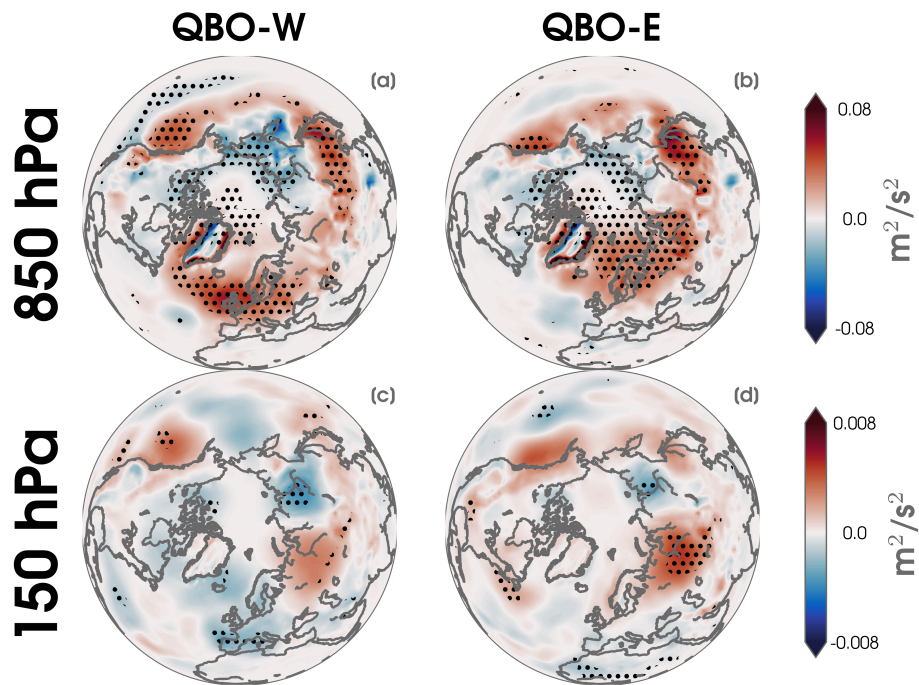 QBO-W QBO-E
850 hPa
(a)
(b)
0.08
0.0
-0.08
m²/s²
150 hPa
(c)
(d)
0.008
0.0
-0.008
m²/s²